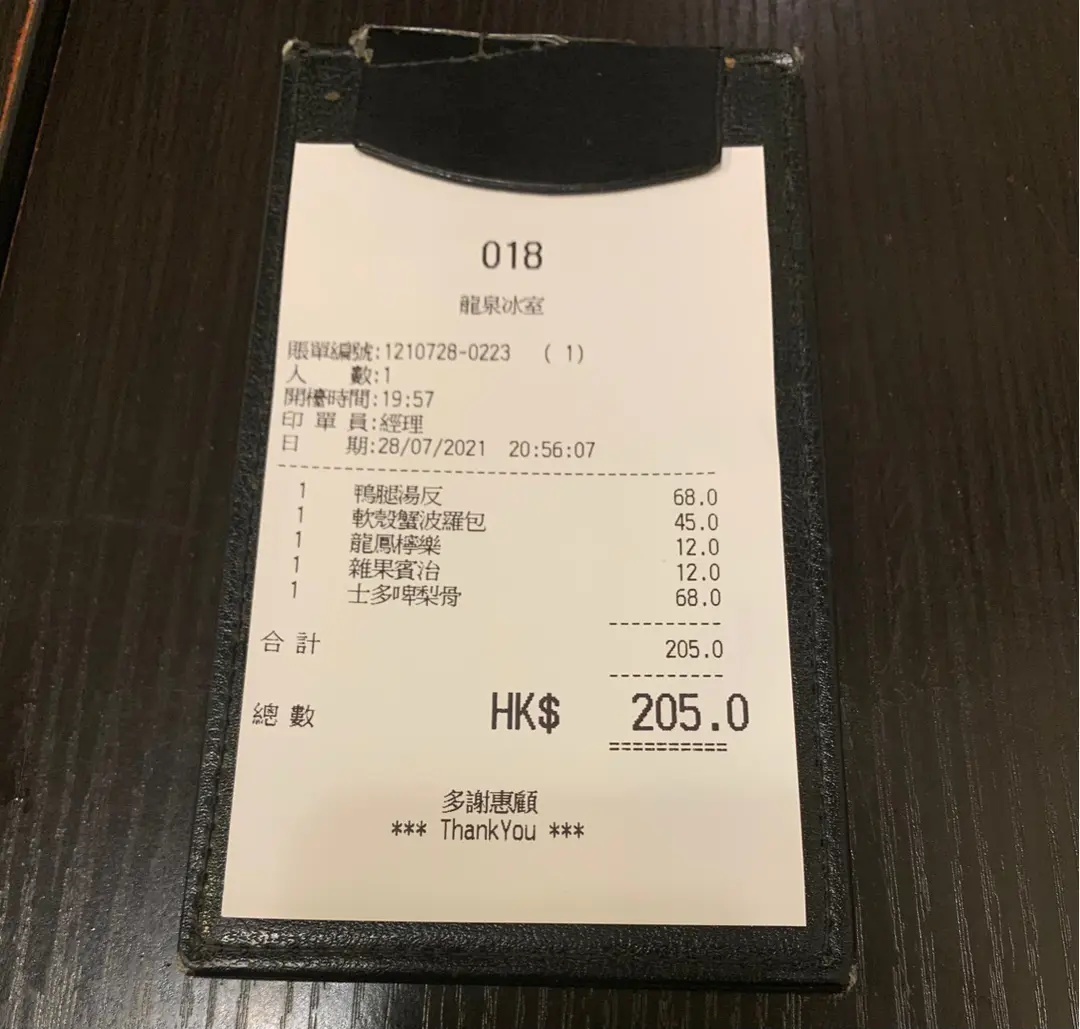 018
龍泉冰室
賬單編號:1210728-0223 ( 1)
人 數:1
開檯時間:19:57
印 單 員:經理
日 期:28/07/2021 20:56:07
1 鴨腿湯反 68.0
1 軟殼蟹波羅包 45.0
1 龍鳳檸樂 12.0
1 雜果賓治 12.0
1 士多啤梨骨 68.0
合 計 205.0
總 數 HK$ 205.0
多謝惠顧
*** ThankYou ***